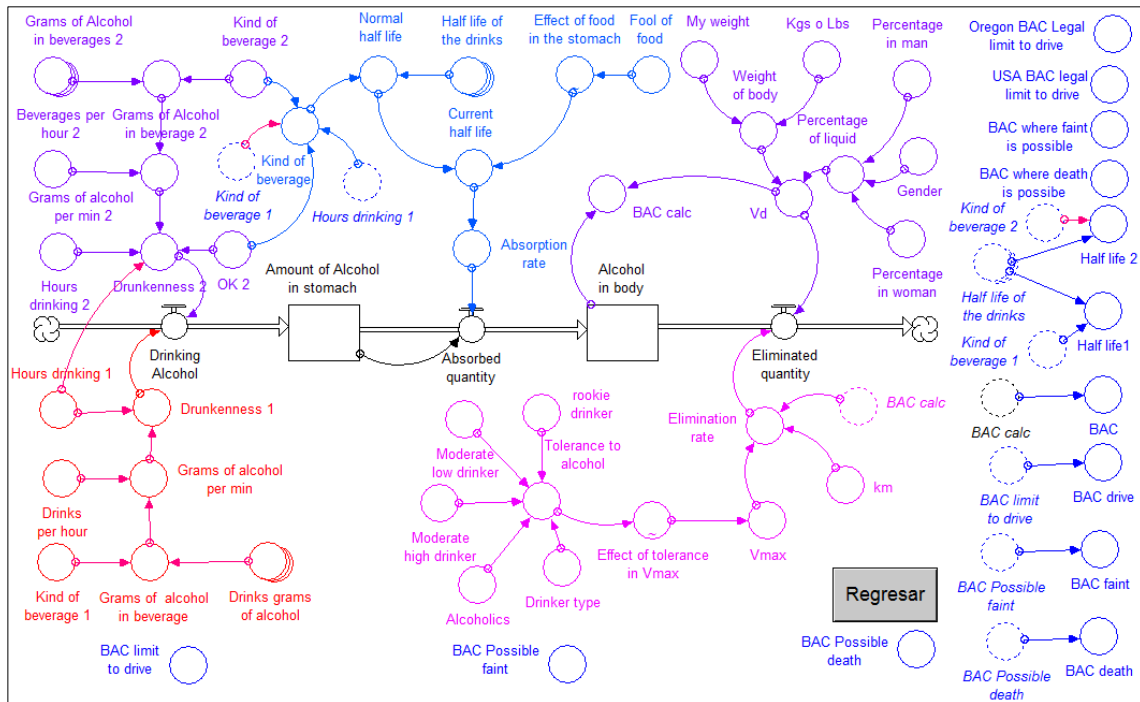 Grams of Alcohol
in beverages 2
Kind of
beverage 2
Normal
half life
Half life of
the drinks
Effect of food
in the stomach
Fool of
food
My weight
Kgs o Lbs
Percentage
in man
Oregon BAC Legal
limit to drive
Weight
of body
USA BAC legal
limit to drive
Beverages per
hour 2
Grams of Alcohol
in beverage 2
Current
half life
Percentage
of liquid
BAC where faint
is possible
Kind of
beverage
Grams of alcohol
per min 2
Kind of
beverage 1
Hours drinking 1
BAC calc
Vd
Gender
BAC where death
is possibe
Kind of
beverage 2
Half life 2
Absorption
rate
Hours
drinking 2
Drunkenness 2
OK 2
Amount of Alcohol
in stomach
Alcohol
in body
Percentage
in woman
Half life of
the drinks
Drinking
Alcohol
Absorbed
quantity
Eliminated
quantity
Kind of
beverage 1
Half life1
Hours drinking 1
Drunkenness 1
rookie
drinker
Elimination
rate
BAC calc
BAC calc
BAC
Moderate
low drinker
Tolerance to
alcohol
Grams of alcohol
per min
km
BAC limit
to drive
BAC drive
Drinks
per hour
Moderate
high drinker
Effect of tolerance
in Vmax
Vmax
BAC Possible
faint
BAC faint
Kind of
beverage 1
Grams of  alcohol
in beverage
Drinks grams
of alcohol
Alcoholics
Drinker type
Regresar
BAC limit
to drive
BAC Possible
faint
BAC Possible
death
BAC Possible
death
BAC death
~
~